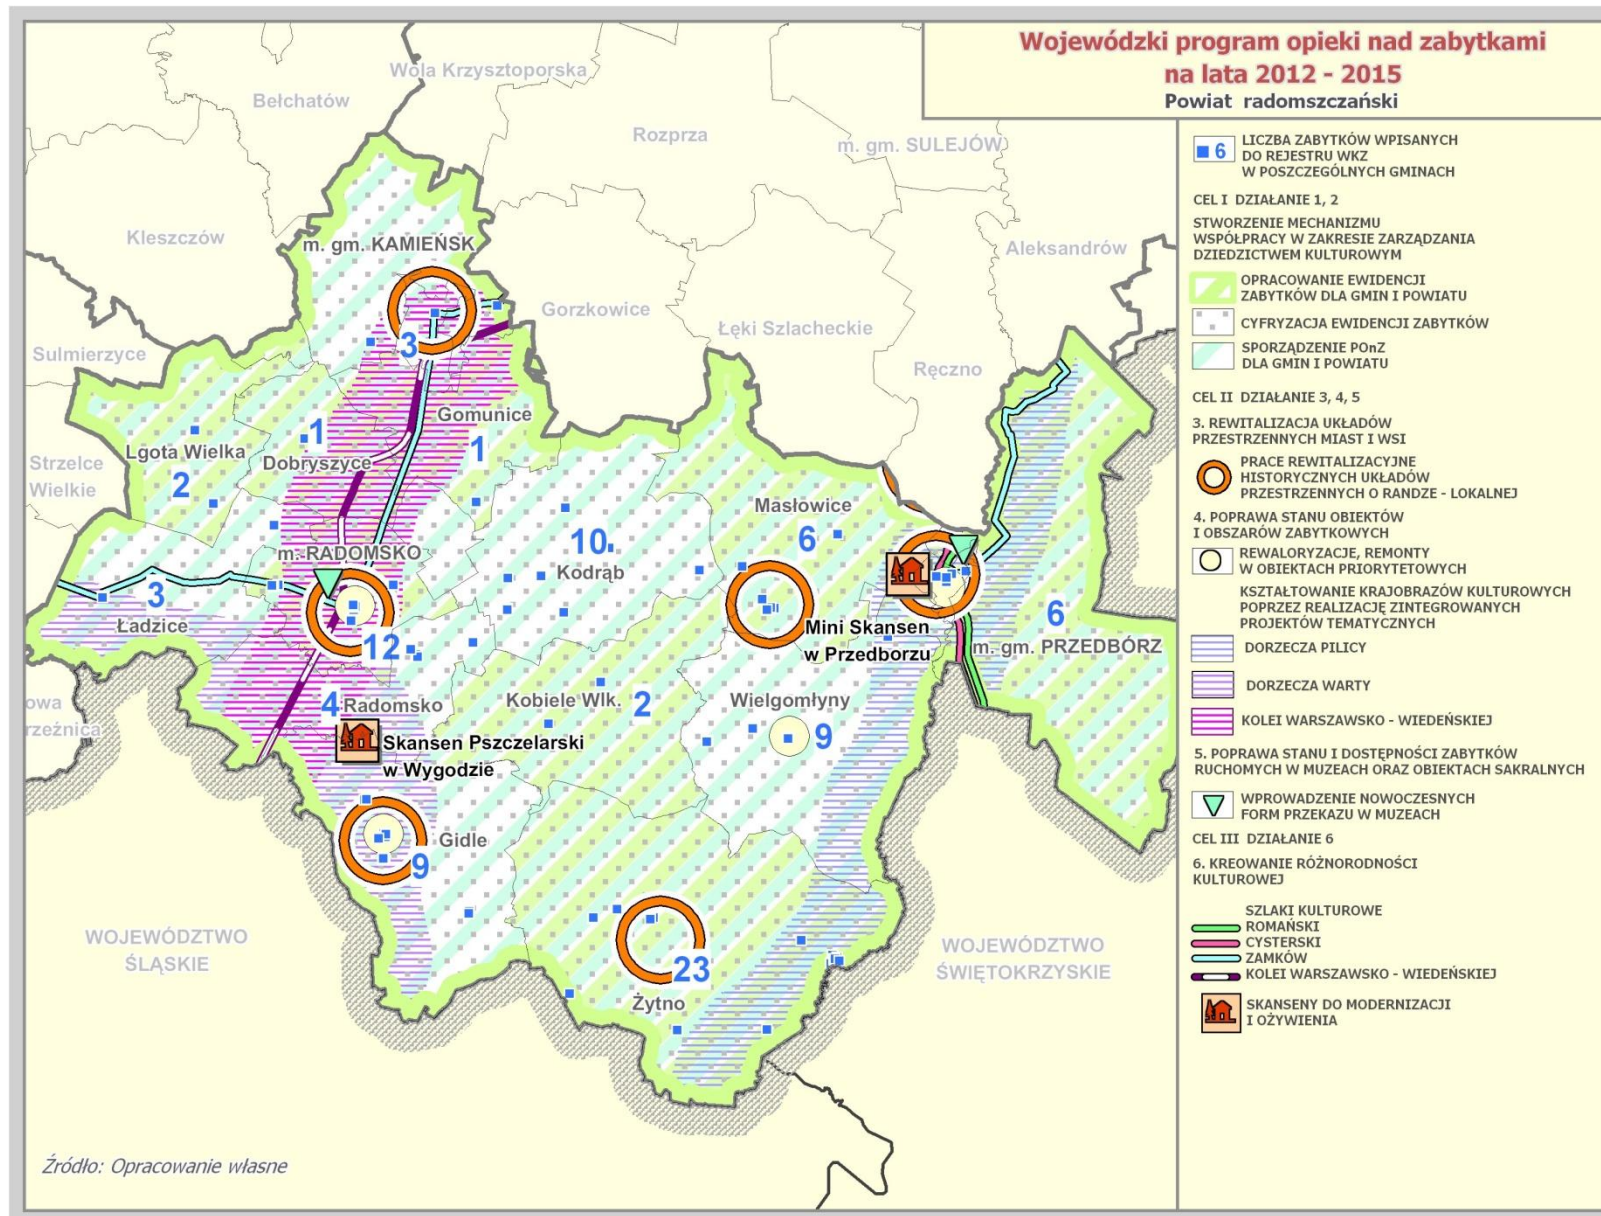 Wojewódzki program opieki nad zabytkami
na lata 2012 - 2015
Powiat radomszczański
Wola Krzysztoporska
Bełchatów
Rozprza
m. gm. SULEJÓW
Kleszczów
m. gm. KAMIEŃSK
Aleksandrów
Gorzkowice
Łęki Szlacheckie
Sulmierzyce
3
Ręczno
Gomunice
1
1
Lgota Wielka
Dobryszyce
Strzelce
Wielkie
2
Masłowice
6
10
m. RADOMSKO
Kodrąb
3
Ładzice
12
6
Mini Skansen
w Przedborzu
m. gm. PRZEDBÓRZ
4
Radomsko
Kobiele Wlk.
2
Wielgomłyny
9
owa
rzeźnica
Skansen Pszczelarski
w Wygodzie
Gidle
9
WOJEWÓDZTWO
ŚLĄSKIE
WOJEWÓDZTWO
ŚWIĘTOKRZYSKIE
23
Żytno
Źródło: Opracowanie własne
6
LICZBA ZABYTKÓW WPISANYCH
DO REJESTRU WKZ
W POSZCZEGÓLNYCH GMINACH
CEL I DZIAŁANIE 1, 2
STWORZENIE MECHANIZMU
WSPÓŁPRACY W ZAKRESIE ZARZĄDZANIA
DZIEDZICTWEM KULTUROWYM
OPRACOWANIE EWIDENCJI
ZABYTKÓW DLA GMIN I POWIATU
CYFRYZACJA EWIDENCJI ZABYTKÓW
SPORZĄDZENIE POnZ
DLA GMIN I POWIATU
CEL II DZIAŁANIE 3, 4, 5
3. REWITALIZACJA UKŁADÓW
PRZESTRZENNYCH MIAST I WSI
PRACE REWITALIZACYJNE
HISTORYCZNYCH UKŁADÓW
PRZESTRZENNYCH O RANDZE - LOKALNEJ
4. POPRAWA STANU OBIEKTÓW
I OBSZARÓW ZABYTKOWYCH
REWALORYZACJE, REMONTY
W OBIEKTACH PRIORYTETOWYCH
KSZTAŁTOWANIE KRAJOBRAZÓW KULTUROWYCH
POPRZEZ REALIZACJĘ ZINTEGROWANYCH
PROJEKTÓW TEMATYCZNYCH
DORZECZA PILICY
DORZECZA WARTY
KOLEI WARSZAWSKO - WIEDEŃSKIEJ
5. POPRAWA STANU I DOSTĘPNOŚCI ZABYTKÓW
RUCHOMYCH W MUZEACH ORAZ OBIEKTACH SAKRALNYCH
WPROWADZENIE NOWOCZESNYCH
FORM PRZEKAZU W MUZEACH
CEL III DZIAŁANIE 6
6. KREOWANIE RÓŻNORODNOŚCI
KULTUROWEJ
SZLAKI KULTUROWE
ROMAŃSKI
CYSTERSKI
ZAMKÓW
KOLEI WARSZAWSKO - WIEDEŃSKIEJ
SKANSENY DO MODERNIZACJI
I OŻYWIENIA